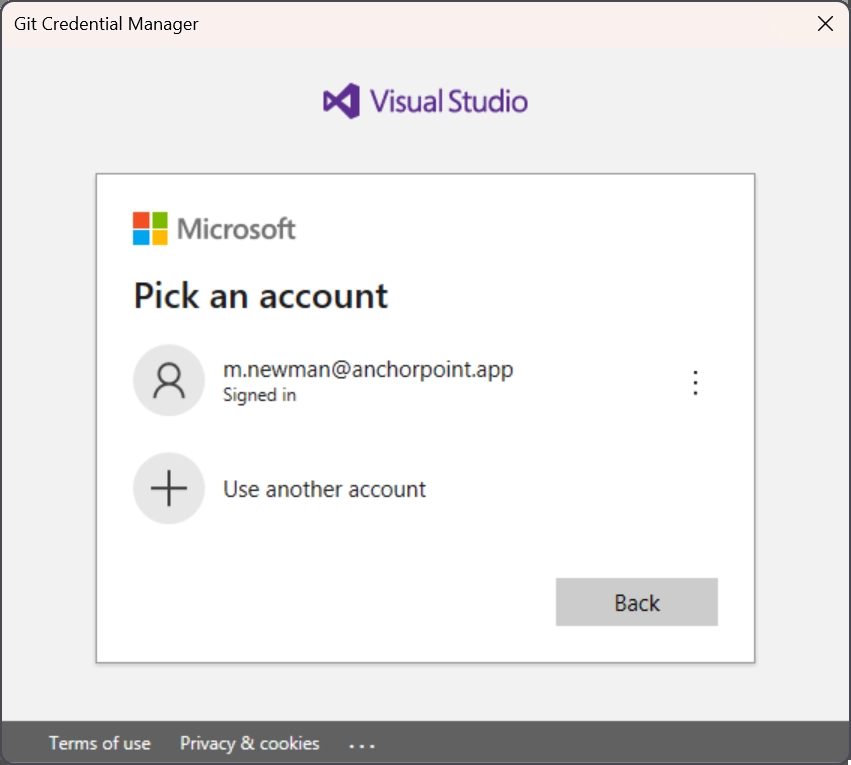 Git Credential Manager
Visual Studio
Microsoft
Pick an account
m.newman@anchorpoint.app
Signed in
Use another account
Back
Terms of use Privacy & cookies ...